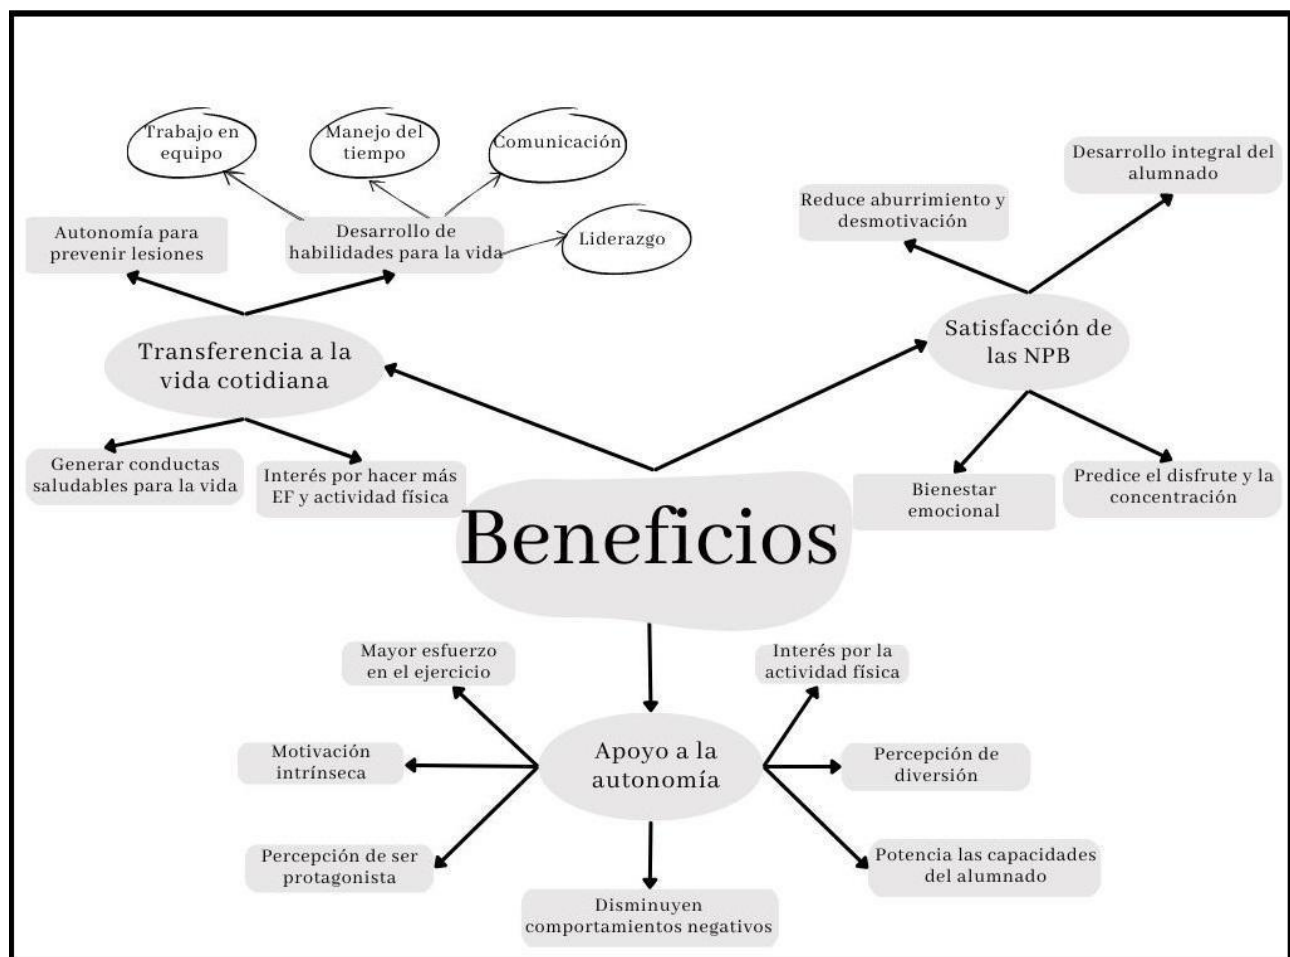 Trabajo en
equipo
Manejo del
tiempo
Comunicación
Liderazgo
Autonomía para
prevenir lesiones
Desarrollo de
habilidades para la vida
Transferencia a la
vida cotidiana
Generar conductas
saludables para la vida
Interés por hacer más
EF y actividad física
Desarrollo integral del
alumnado
Reduce aburrimiento y
desmotivación
Satisfacción de
las NPB
Bienestar
emocional
Predice el disfrute y la
concentración
Beneficios
Mayor esfuerzo
en el ejercicio
Interés por la
actividad física
Motivación
intrínseca
Apoyo a la
autonomía
Percepción de
diversión
Percepción de ser
protagonista
Potencia las capacidades
del alumnado
Disminuyen
comportamientos negativos